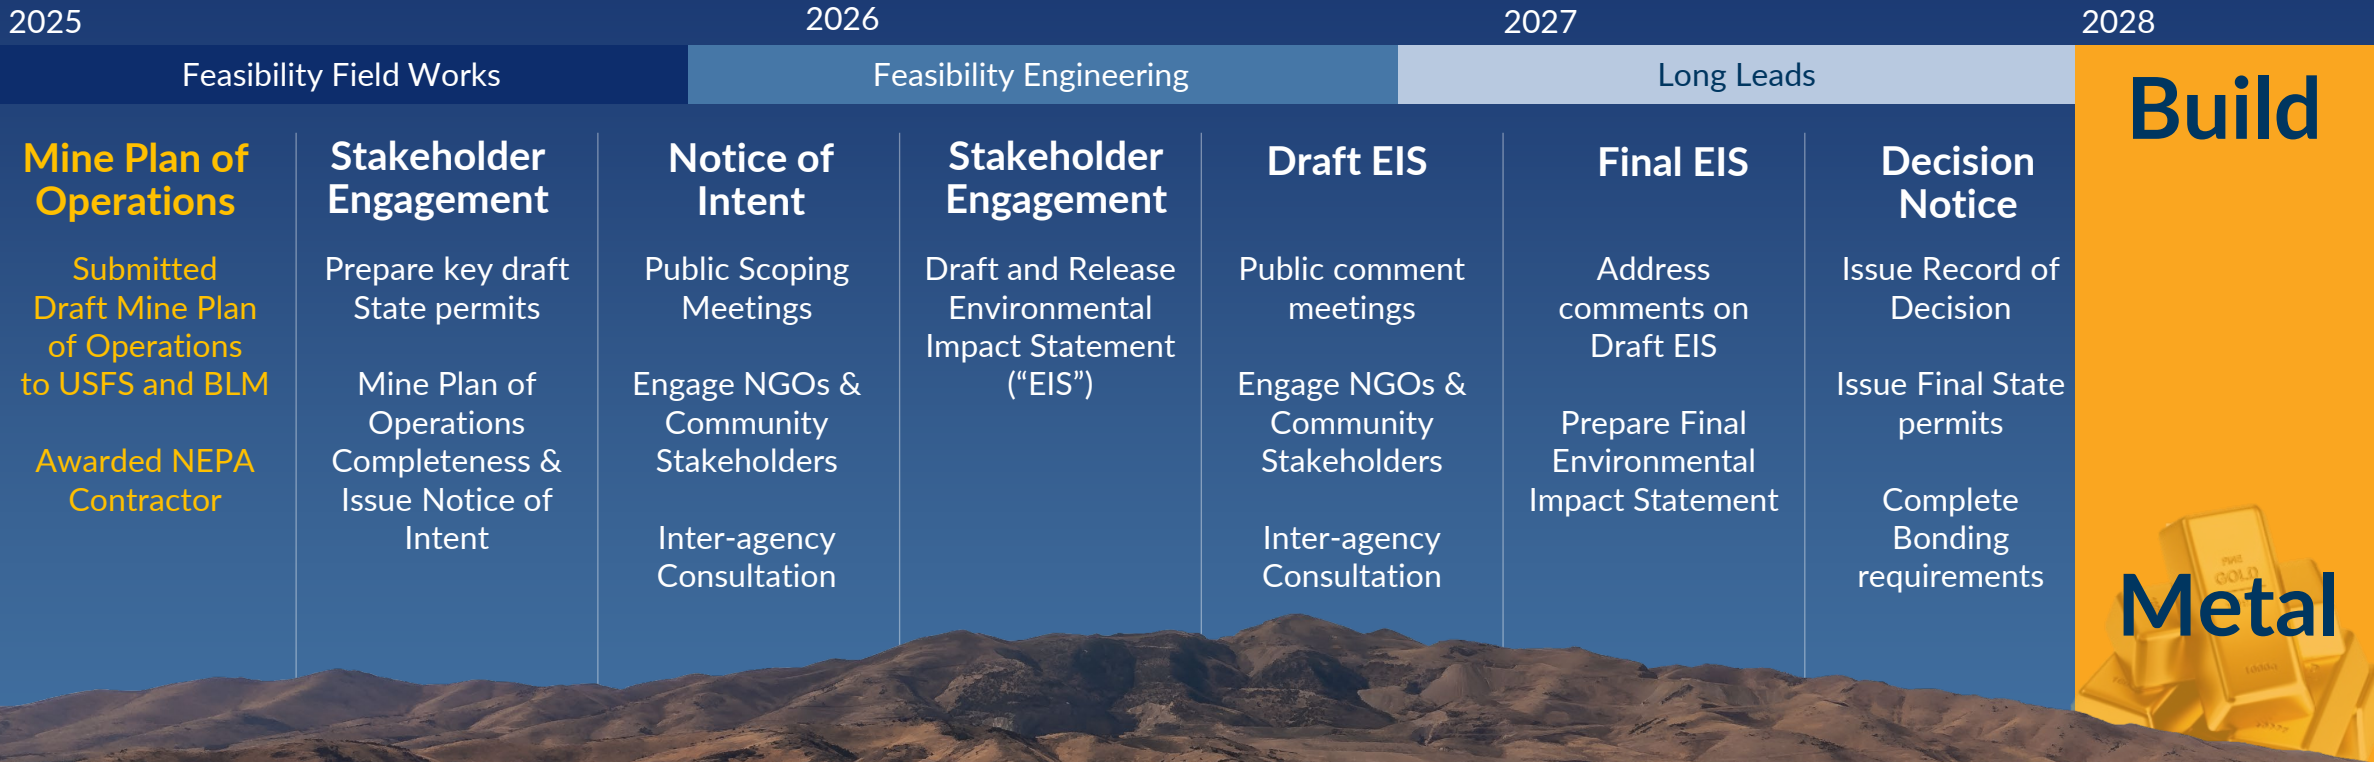 2025
2026
2027
2028
Feasibility Field Works
Feasibility Engineering
Long Leads
Mine Plan of
Operations
Submitted
Draft Mine Plan
of Operations
to USFS and BLM
Awarded NEPA
Contractor
Stakeholder
Engagement
Prepare key draft
State permits
Mine Plan of
Operations
Completeness &
Issue Notice of
Intent
Notice of
Intent
Public Scoping
Meetings
Engage NGOs &
Community
Stakeholders
Inter-agency
Consultation
Stakeholder
Engagement
Draft and Release
Environmental
Impact Statement
(“EIS”)
Draft EIS
Public comment
meetings
Engage NGOs &
Community
Stakeholders
Inter-agency
Consultation
Final EIS
Address
comments on
Draft EIS
Prepare Final
Environmental
Impact Statement
Decision
Notice
Issue Record of
Decision
Issue Final State
permits
Complete
Bonding
requirements
Build
GOLD
Metal